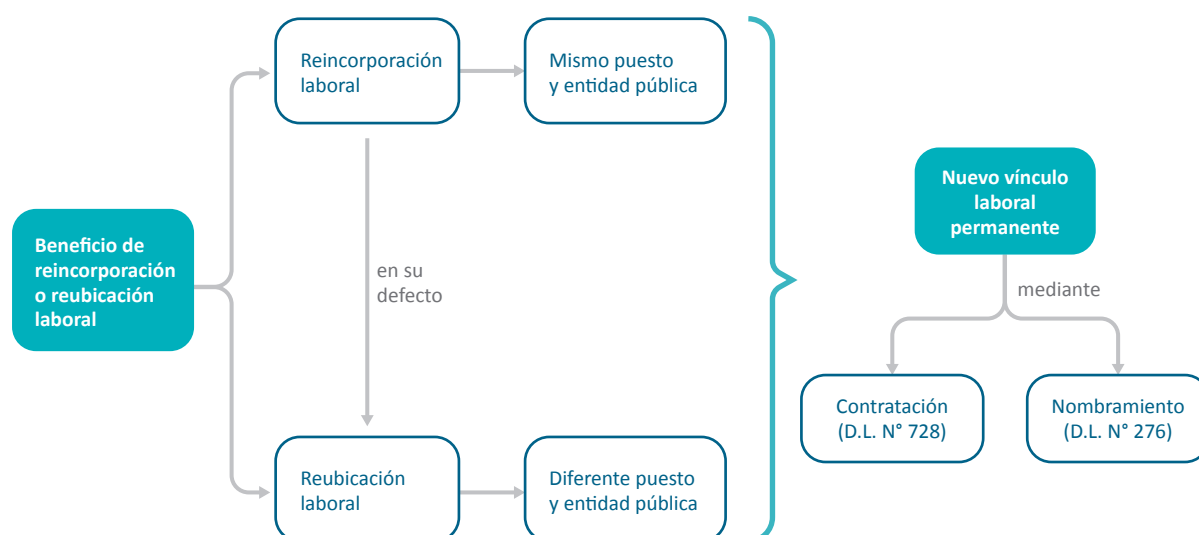 Beneficio de
reincorporación
o reubicación
laboral
Reincorporación
laboral
Mismo puesto
y entidad pública
en su
defecto
Reubicación
laboral
Diferente puesto
y entidad pública
Nuevo vínculo
laboral
permanente
mediante
Contratación
(D.L. N° 728)
Nombramiento
(D.L. N° 276)